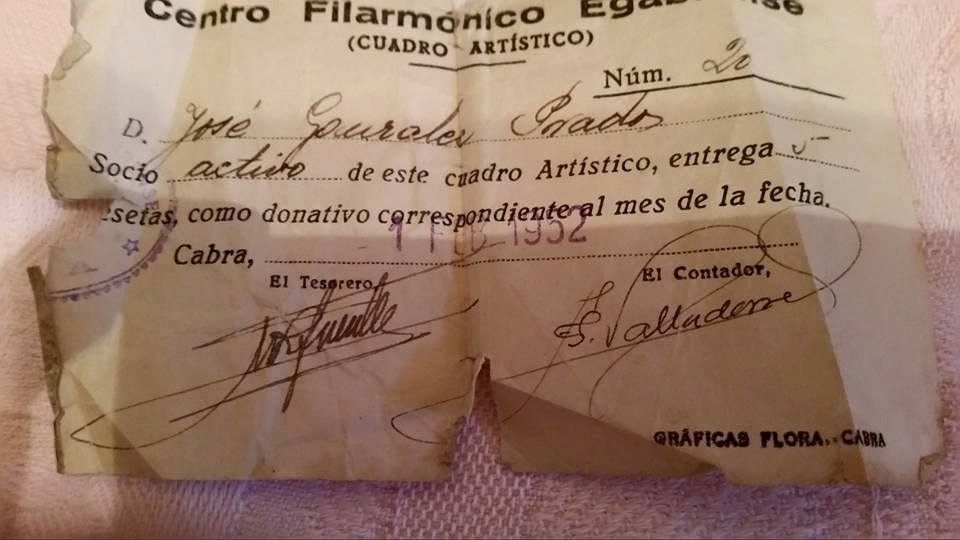 Centro Filarmónico Egabrense
(CUADRO ARTÍSTICO)
Núm. 20
D. José Gonzalez Prados
Socio activo de este cuadro Artístico, entrega 5-
esetas, como donativo correspondiente al mes de la fecha.
Cabra, - 1 FEB 1952
El Tesorero,
El Contador,
GRÁFICAS FLORA.-CABRA